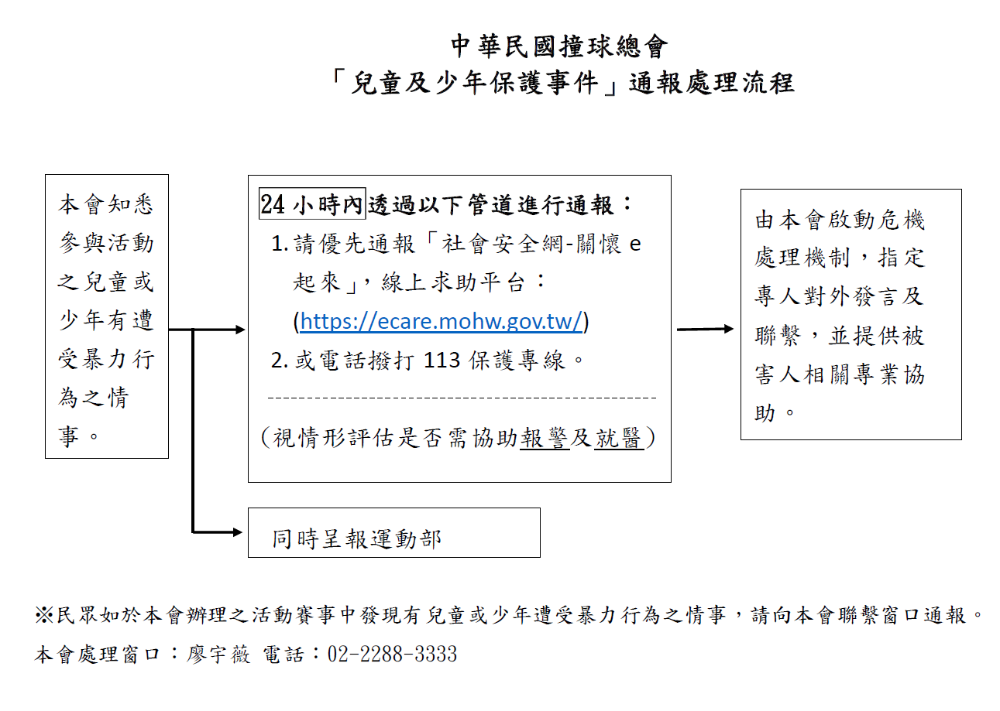 中華民國撞球總會
「兒童及少年保護事件」通報處理流程
本會知悉
參與活動
之兒童或
少年有遭
受暴力行
為之情
事。
24 小時內透過以下管道進行通報：
1. 請優先通報「社會安全網-關懷 e
起來」，線上求助平台：
(https://ecare.mohw.gov.tw/)
2. 或電話撥打 113 保護專線。
(視情形評估是否需協助報警及就醫)
同時呈報運動部
由本會啟動危機
處理機制，指定
專人對外發言及
聯繫，並提供被
害人相關專業協
助。
※民眾如於本會辦理之活動賽事中發現有兒童或少年遭受暴力行為之情事，請向本會聯繫窗口通報。
本會處理窗口：廖宇薇 電話：02-2288-3333